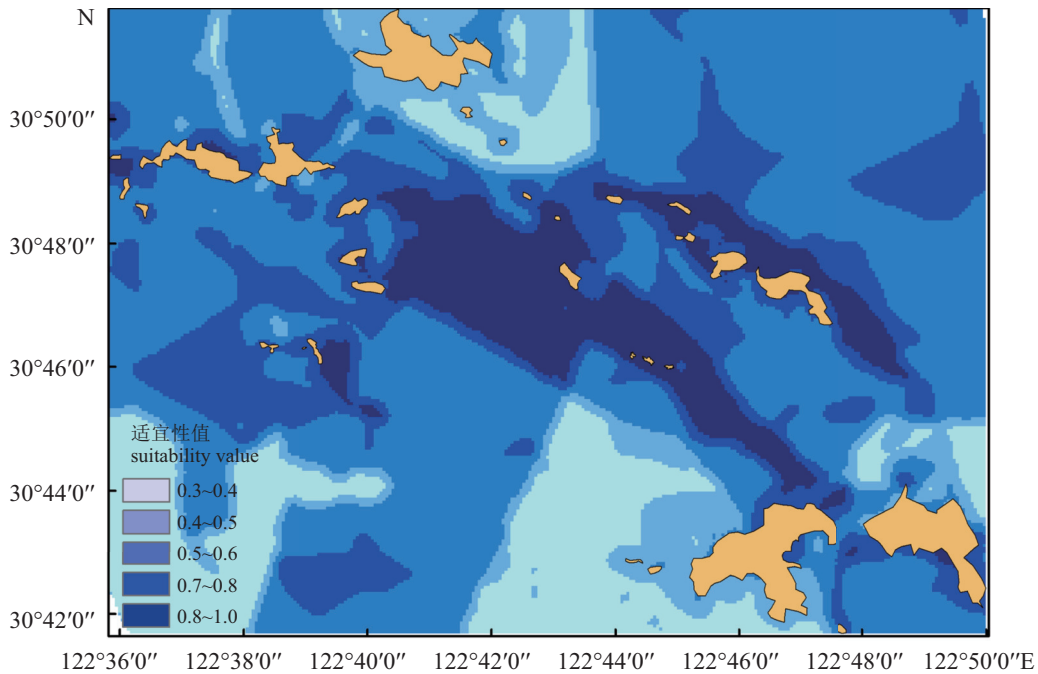 N
30°50′0″
30°48′0″
30°46′0″
30°44′0″
30°42′0″
适宜性值
suitability value
0.3~0.4
0.4~0.5
0.5~0.6
0.7~0.8
0.8~1.0
122°36′0″ 122°38′0″ 122°40′0″ 122°42′0″ 122°44′0″ 122°46′0″ 122°48′0″ 122°50′0″E